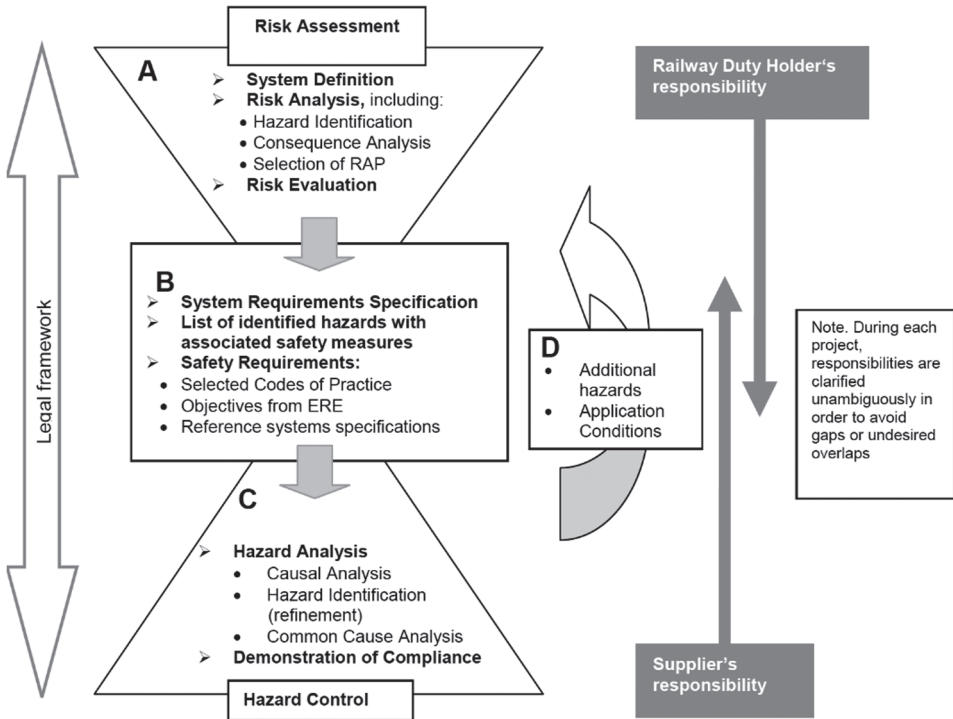 Risk Assessment
A
➢ System Definition
➢ Risk Analysis, including:
• Hazard Identification
• Consequence Analysis
• Selection of RAP
➢ Risk Evaluation
B
➢ System Requirements Specification
➢ List of identified hazards with
associated safety measures
➢ Safety Requirements:
• Selected Codes of Practice
• Objectives from ERE
• Reference systems specifications
C
➢ Hazard Analysis
• Causal Analysis
• Hazard Identification
(refinement)
• Common Cause Analysis
➢ Demonstration of Compliance
Hazard Control
Legal framework
D
• Additional
hazards
• Application
Conditions
Railway Duty Holder‘s
responsibility
Note. During each
project,
responsibilities are
clarified
unambiguously in
order to avoid
gaps or undesired
overlaps
Supplier’s
responsibility